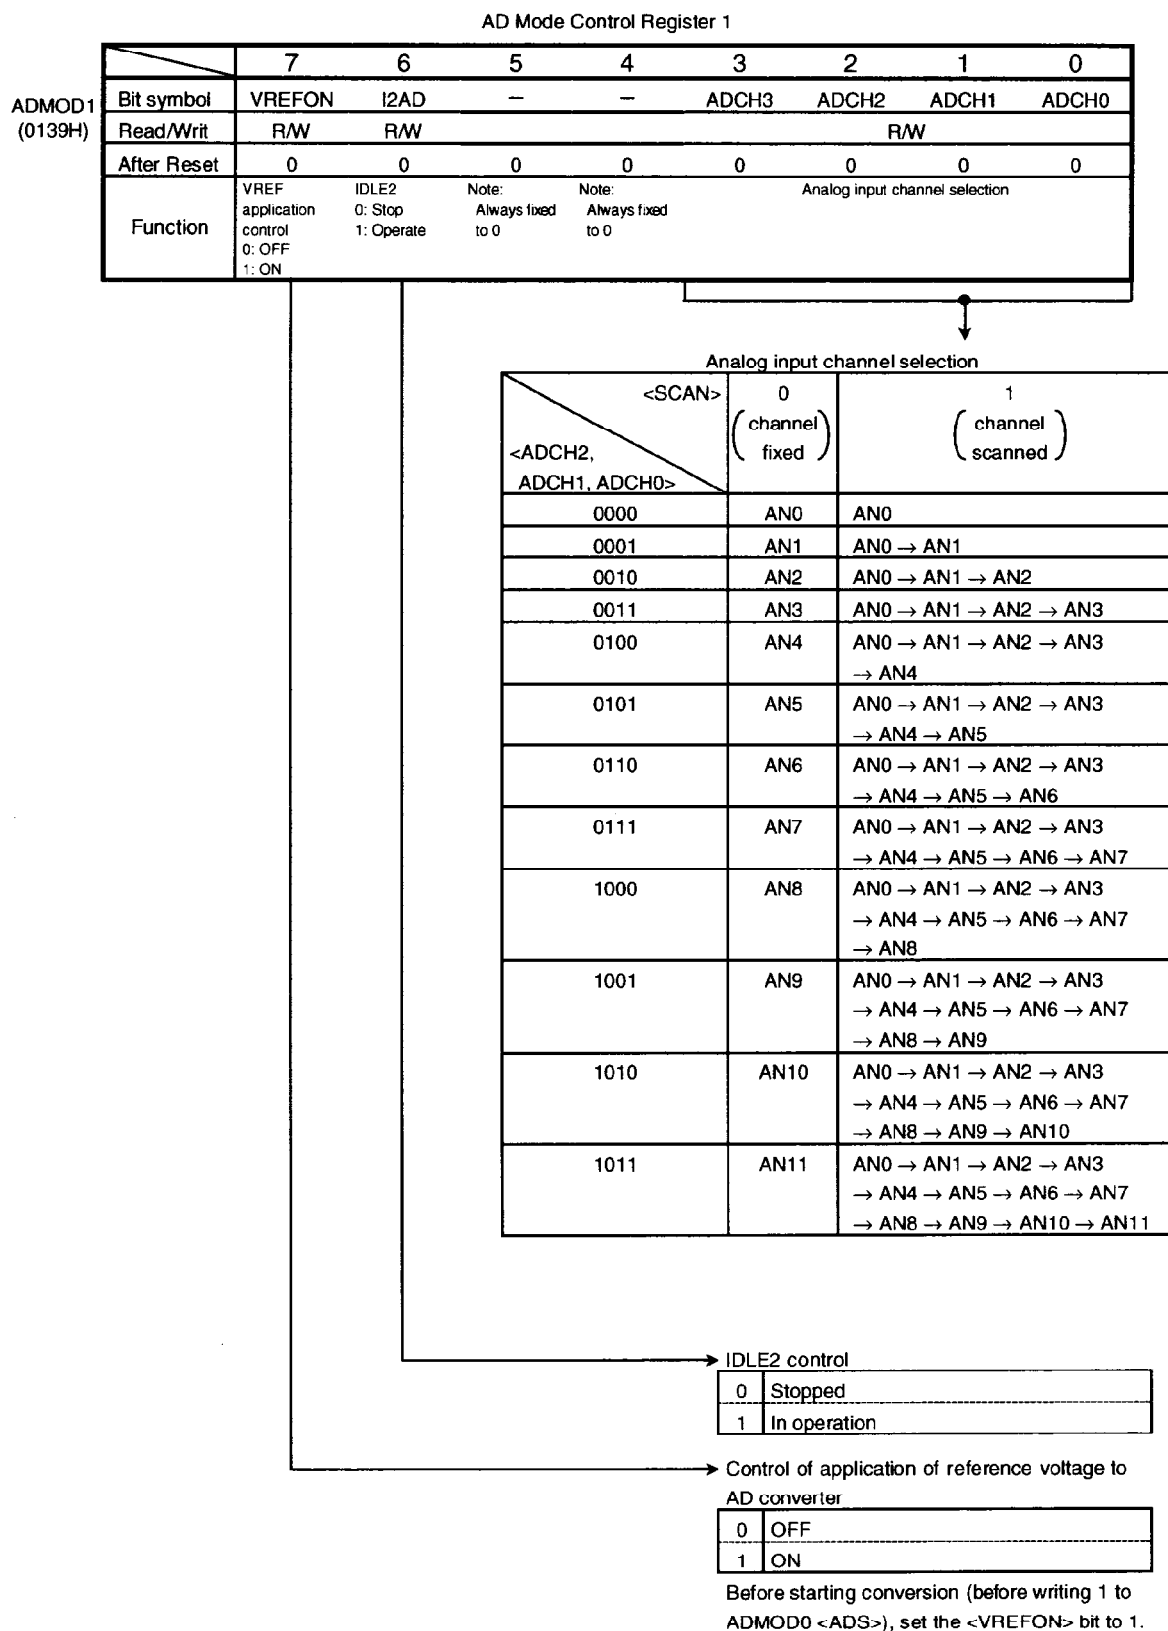 AD Mode Control Register 1
7 6 5 4 3 2 1 0
ADMOD1
(0139H)
Bit symbol VREFON I2AD — — ADCH3 ADCH2 ADCH1 ADCH0
Read/Writ R/W R/W R/W
After Reset 0 0 0 0 0 0 0 0
Function
VREF
application
control
0: OFF
1: ON
IDLE2
0: Stop
1: Operate
Note:
Always fixed
to 0
Note:
Always fixed
to 0
Analog input channel selection
Analog input channel selection
<SCAN>
<ADCH2,
ADCH1, ADCH0>
0
(channel
fixed)
1
(channel
scanned)
0000 AN0 AN0
0001 AN1 AN0 → AN1
0010 AN2 AN0 → AN1 → AN2
0011 AN3 AN0 → AN1 → AN2 → AN3
0100 AN4 AN0 → AN1 → AN2 → AN3
→ AN4
0101 AN5 AN0 → AN1 → AN2 → AN3
→ AN4 → AN5
0110 AN6 AN0 → AN1 → AN2 → AN3
→ AN4 → AN5 → AN6
0111 AN7 AN0 → AN1 → AN2 → AN3
→ AN4 → AN5 → AN6 → AN7
1000 AN8 AN0 → AN1 → AN2 → AN3
→ AN4 → AN5 → AN6 → AN7
→ AN8
1001 AN9 AN0 → AN1 → AN2 → AN3
→ AN4 → AN5 → AN6 → AN7
→ AN8 → AN9
1010 AN10 AN0 → AN1 → AN2 → AN3
→ AN4 → AN5 → AN6 → AN7
→ AN8 → AN9 → AN10
1011 AN11 AN0 → AN1 → AN2 → AN3
→ AN4 → AN5 → AN6 → AN7
→ AN8 → AN9 → AN10 → AN11
IDLE2 control
0 Stopped
1 In operation
Control of application of reference voltage to
AD converter
0 OFF
1 ON
Before starting conversion (before writing 1 to
ADMOD0 <ADS>), set the <VREFON> bit to 1.